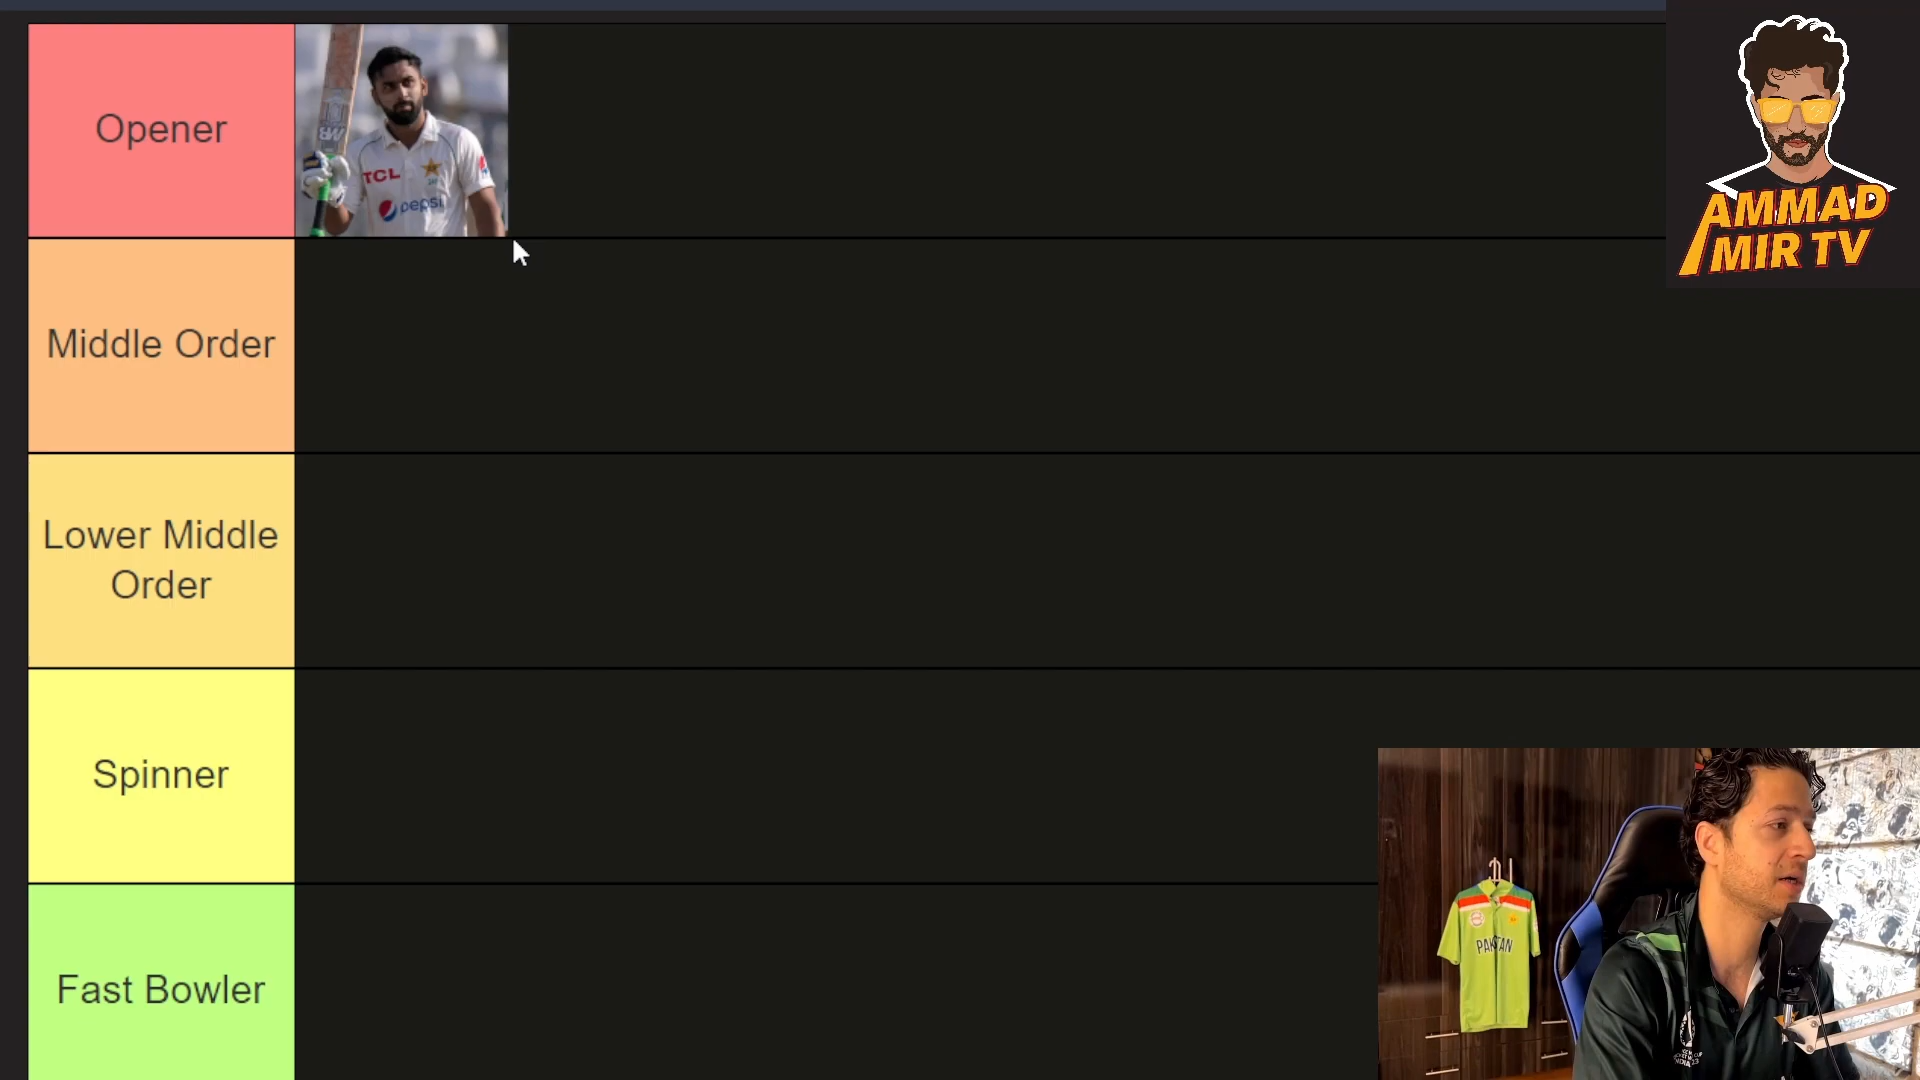 Opener
TCL
pepsi
AMMAD
MIR TV
Middle Order
Lower Middle
Order
Spinner
PAKISTAN
Fast Bowler